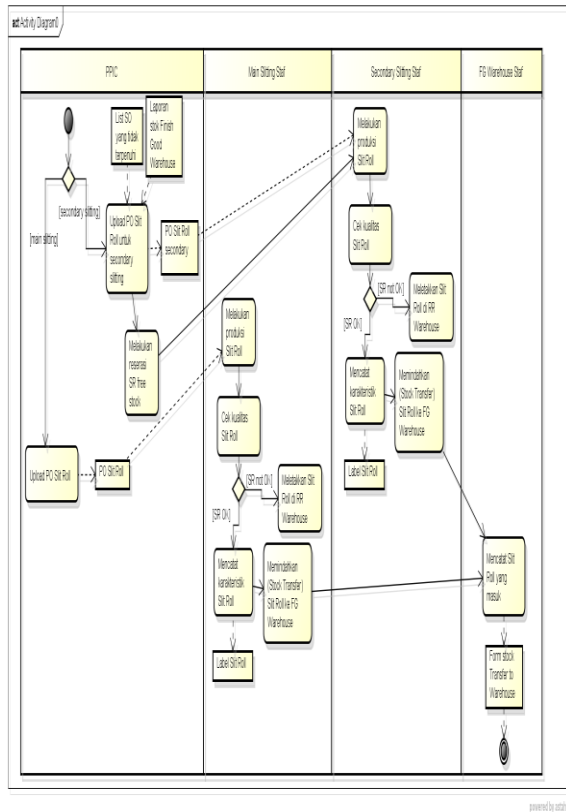 act Activity Diagram0
PPIC
Main Slitting Staf
Secondary Slitting Staf
FG Warehouse Staf
List SO
yang tidak
terpenuhi
Laporan
stok Finish
Good
Warehouse
[secondary slitting]
[main slitting]
Upload PO Slit
Roll untuk
secondary
slitting
PO Slit Roll
secondary
Melakukan
reservasi
SR free
stock
Upload PO Slit Roll
PO Slit Roll
Melakukan
produksi
Slit Roll
Cek kualitas
Slit Roll
[SR not Ok]
[SR OK]
Meletakkan Slit
Roll di RR
Warehouse
Mencatat
karakteristik
Slit Roll
Memindahkan
(Stock Transfer)
Slit Roll ke FG
Warehouse
Label Slit Roll
Melakukan
produksi
Slit Roll
Cek kualitas
Slit Roll
[SR not OK]
[SR OK]
Meletakkan Slit
Roll di RR
Warehouse
Mencatat
karakteristik
Slit Roll
Memindahkan
(Stock Transfer)
Slit Roll ke FG
Warehouse
Label Slit Roll
Mencatat Slit
Roll yang
masuk
Form stock
Transfer to
Warehouse
powered by astah